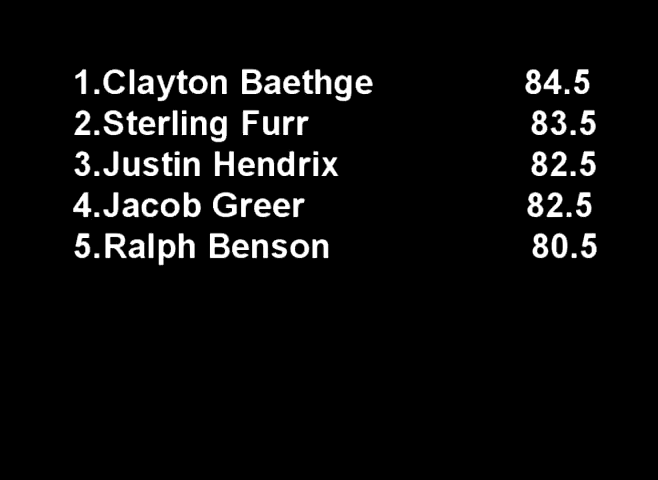 1.Clayton Baethge 84.5
2.Sterling Furr 83.5
3.Justin Hendrix 82.5
4.Jacob Greer 82.5
5.Ralph Benson 80.5